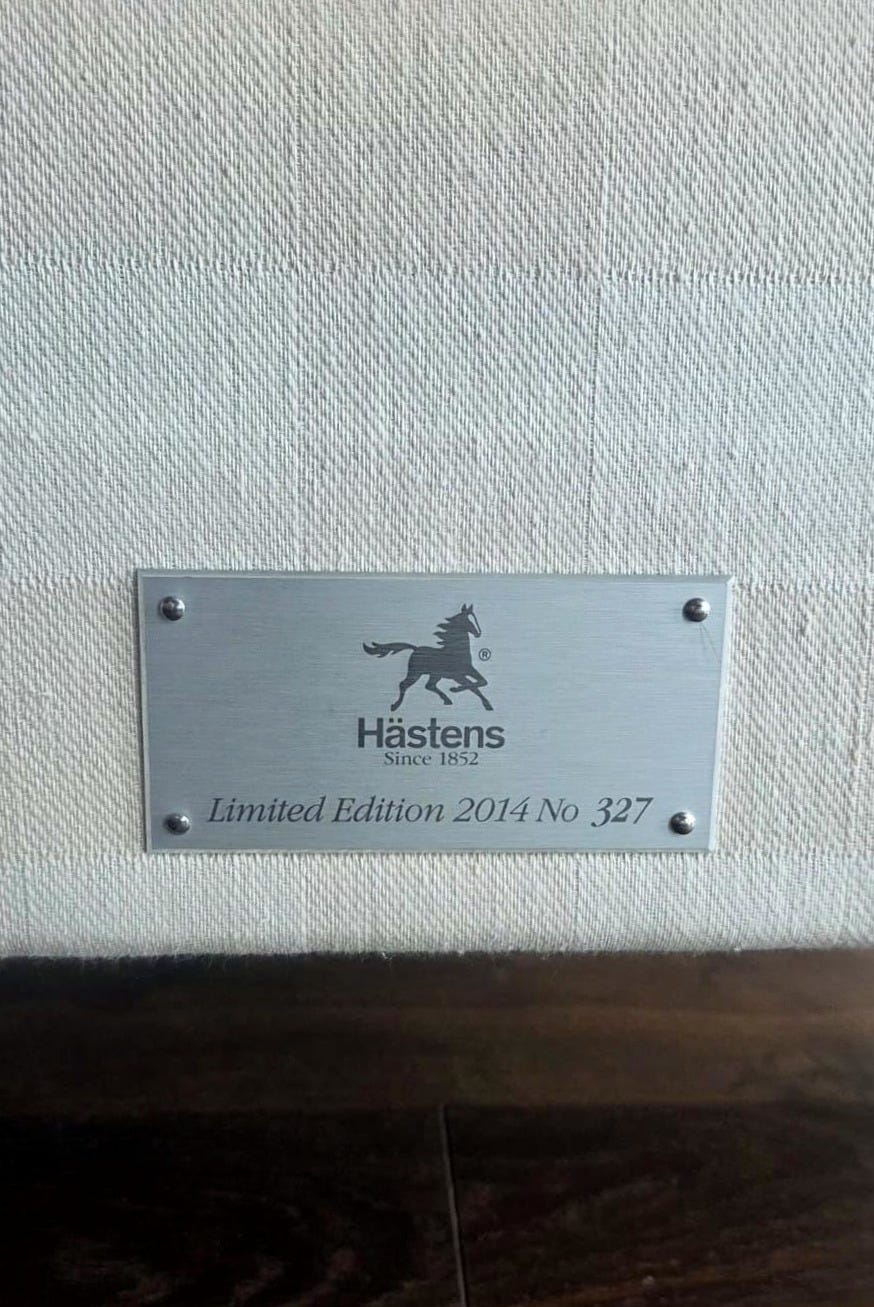 ®
Hästens
Since 1852
Limited Edition 2014 No 327